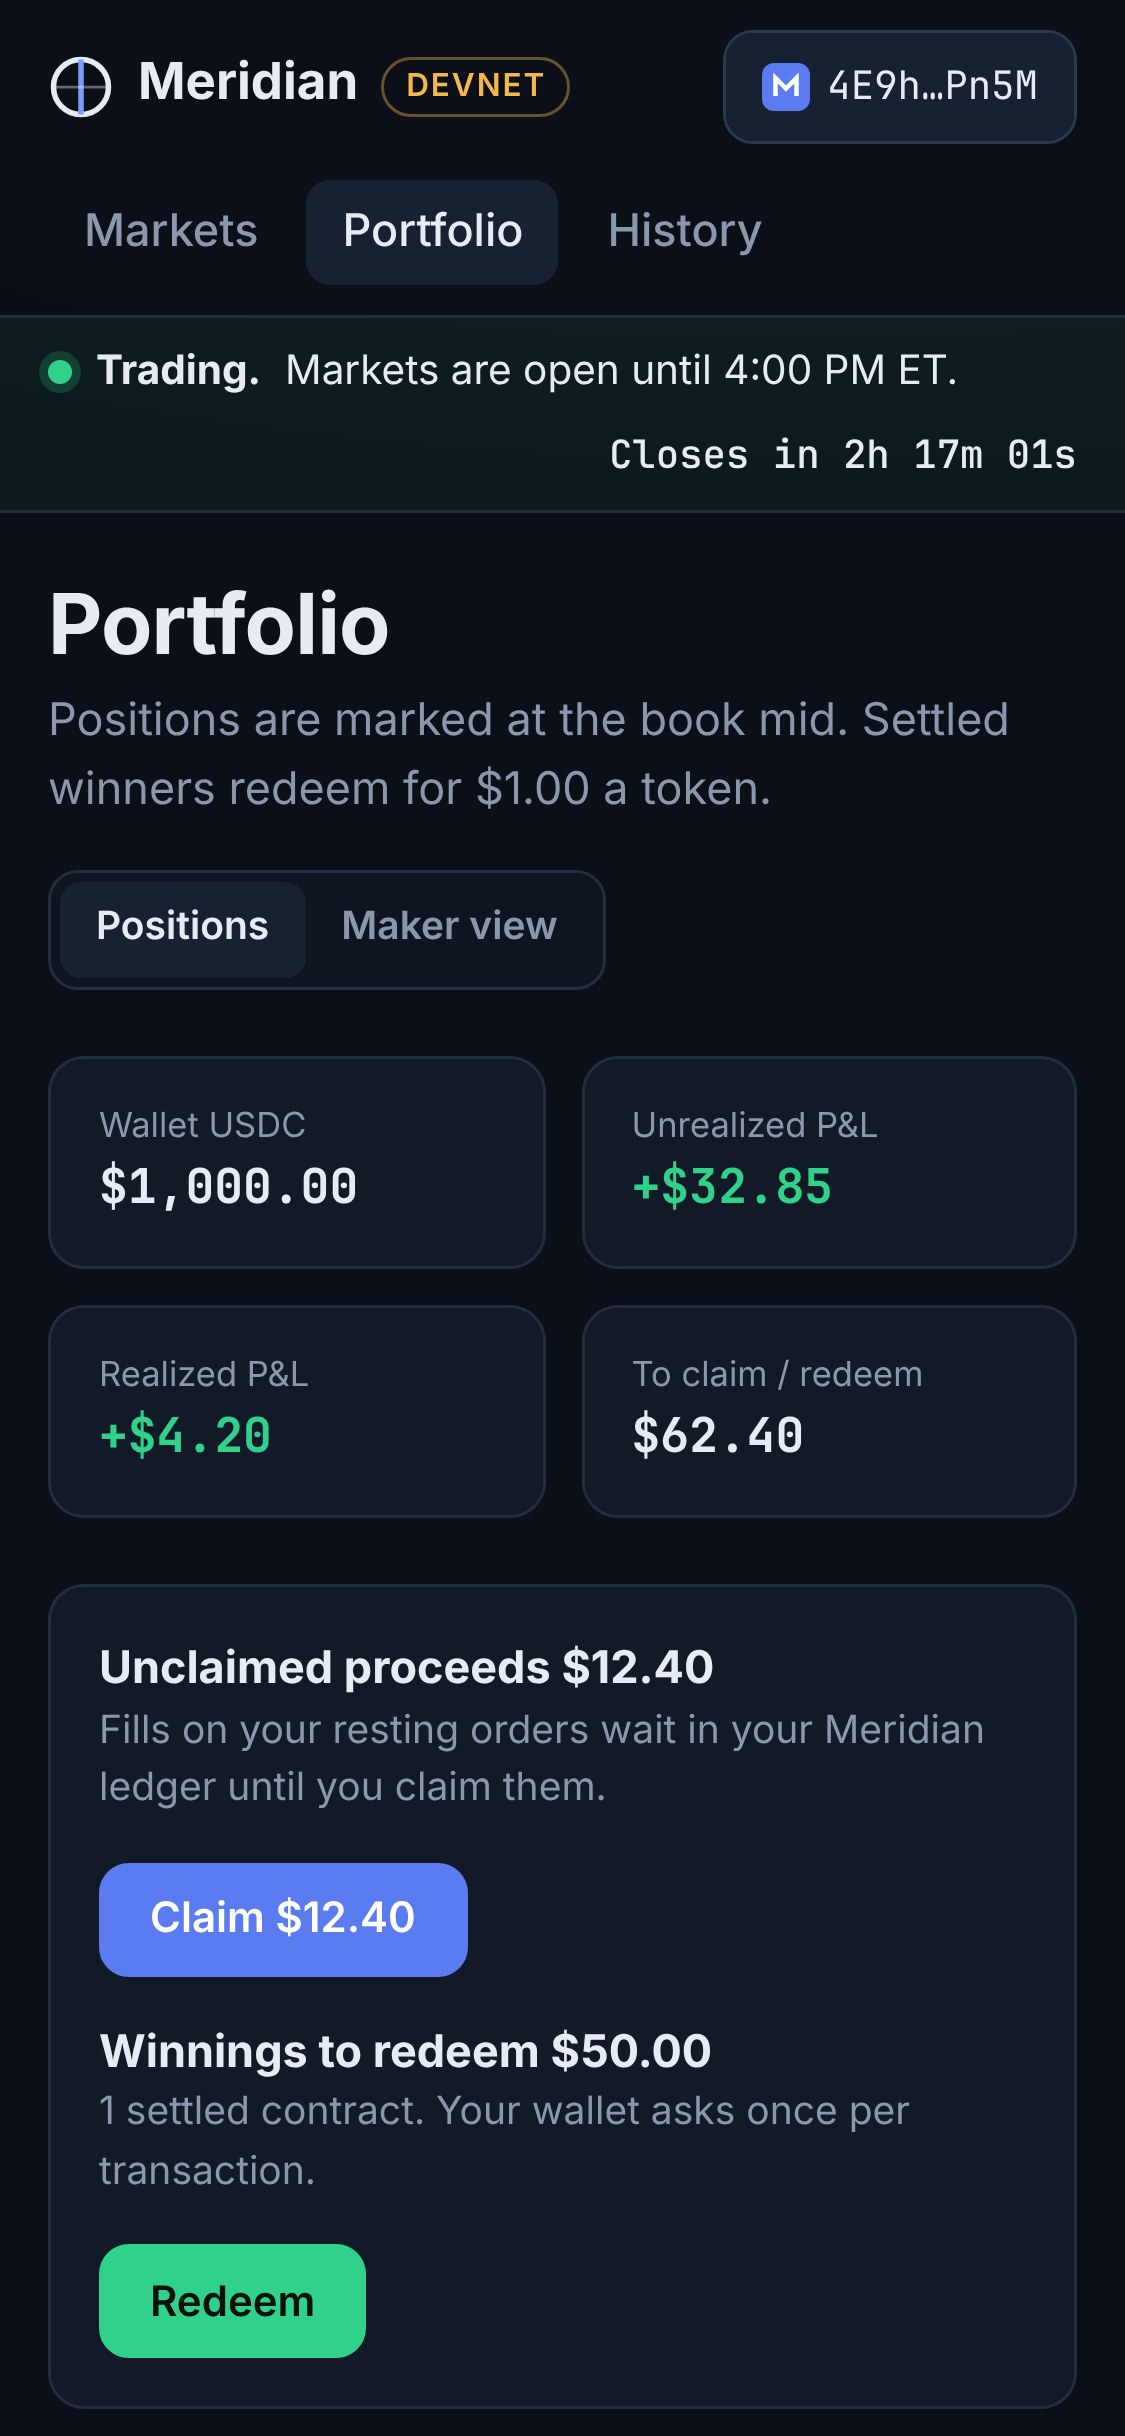 Meridian DEVNET
M 4E9h…Pn5M
Markets Portfolio History
Trading. Markets are open until 4:00 PM ET.
Closes in 2h 17m 01s
Portfolio
Positions are marked at the book mid. Settled
winners redeem for $1.00 a token.
Positions Maker view
Wallet USDC
$1,000.00
Unrealized P&L
+$32.85
Realized P&L
+$4.20
To claim / redeem
$62.40
Unclaimed proceeds $12.40
Fills on your resting orders wait in your Meridian
ledger until you claim them.
Claim $12.40
Winnings to redeem $50.00
1 settled contract. Your wallet asks once per
transaction.
Redeem